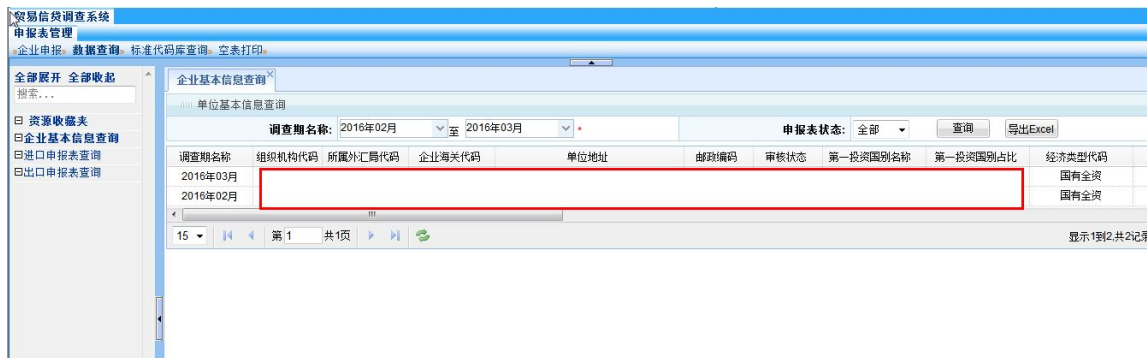 贸易信贷调查系统
申报表管理
企业申报 数据查询 标准代码库查询 空表打印
全部展开 全部收起
搜索...
资源收藏夹
企业基本信息查询
进口申报表查询
出口申报表查询
企业基本信息查询
单位基本信息查询
调查期名称: 2016年02月 至 2016年03月 * 申报表状态: 全部 查询 导出Excel
调查期名称 组织机构代码 所属外汇局代码 企业海关代码 单位地址 邮政编码 审核状态 第一投资国别名称 第一投资国别占比 经济类型代码
2016年03月 国有全资
2016年02月 国有全资
15 第 1 共1页 显示1到2,共2记录